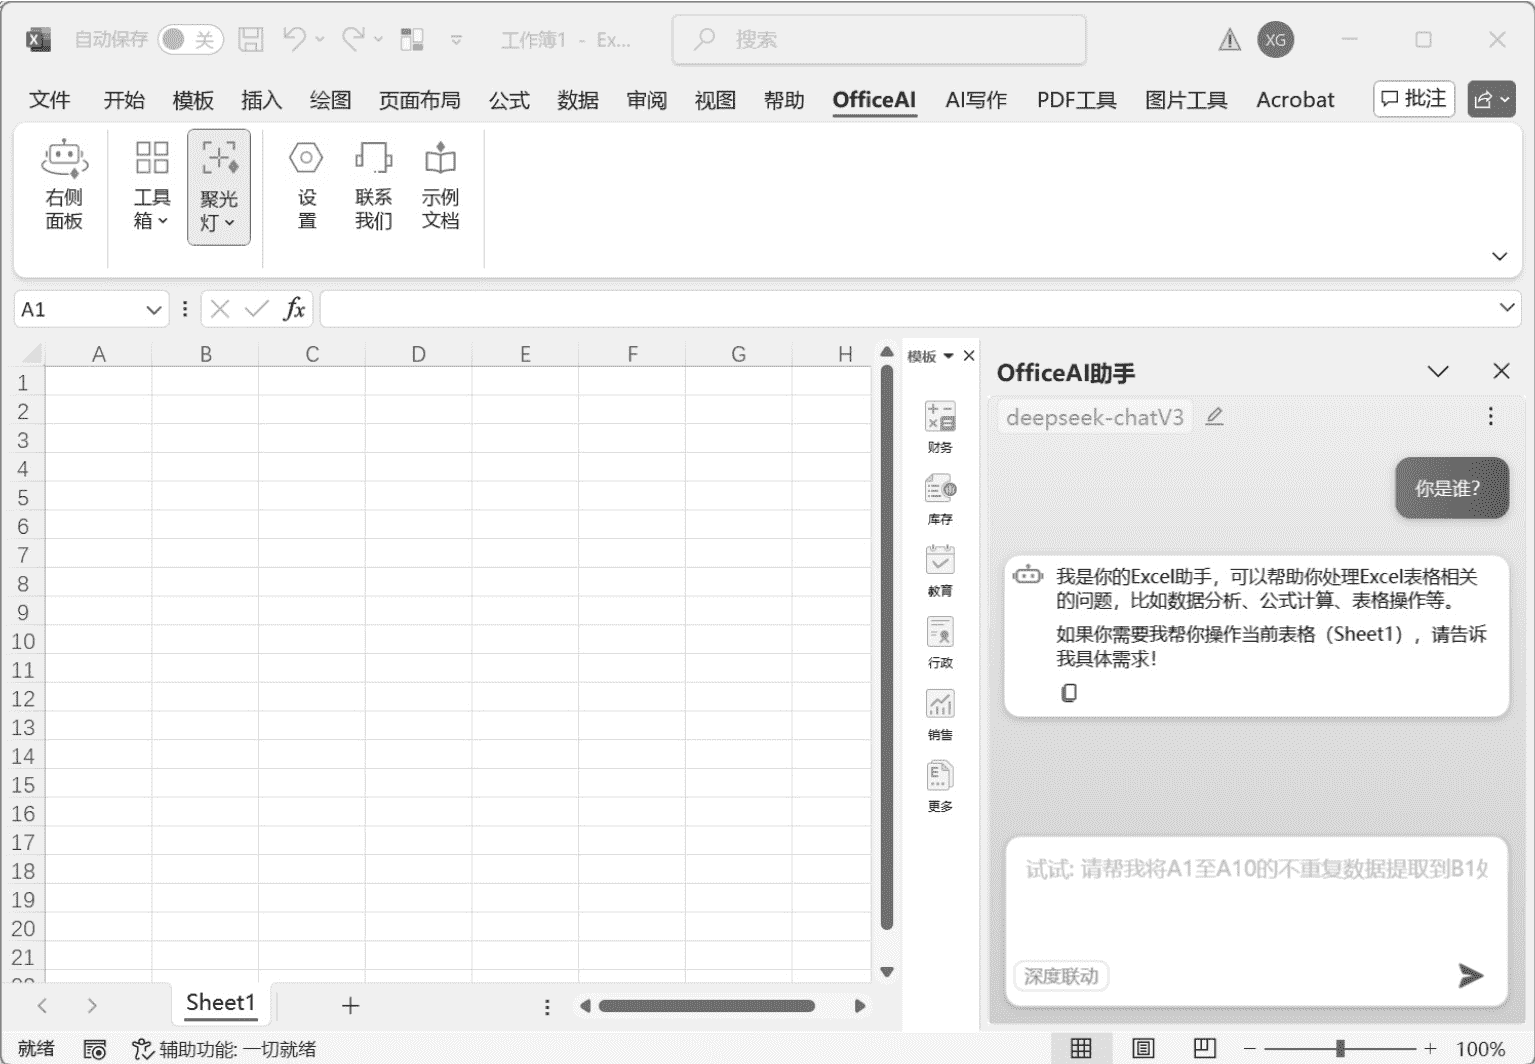 自动保存 关 工作簿1 - Ex... 搜索 XG
文件 开始 模板 插入 绘图 页面布局 公式 数据 审阅 视图 帮助 OfficeAI AI写作 PDF工具 图片工具 Acrobat 批注
右侧
面板
工具
箱
聚光
灯
设
置
联系
我们
示例
文档
A1 fx
A B C D E F G H
1
2
3
4
5
6
7
8
9
10
11
12
13
14
15
16
17
18
19
20
21
模板
财务
库存
教育
行政
销售
更多
OfficeAI助手
deepseek-chatV3
你是谁?
我是你的Excel助手，可以帮助你处理Excel表格相关
的问题，比如数据分析、公式计算、表格操作等。
如果你需要我帮你操作当前表格（Sheet1），请告诉
我具体需求！
试试: 请帮我将A1至A10的不重复数据提取到B1
深度联动
Sheet1
就绪 辅助功能: 一切就绪 100%